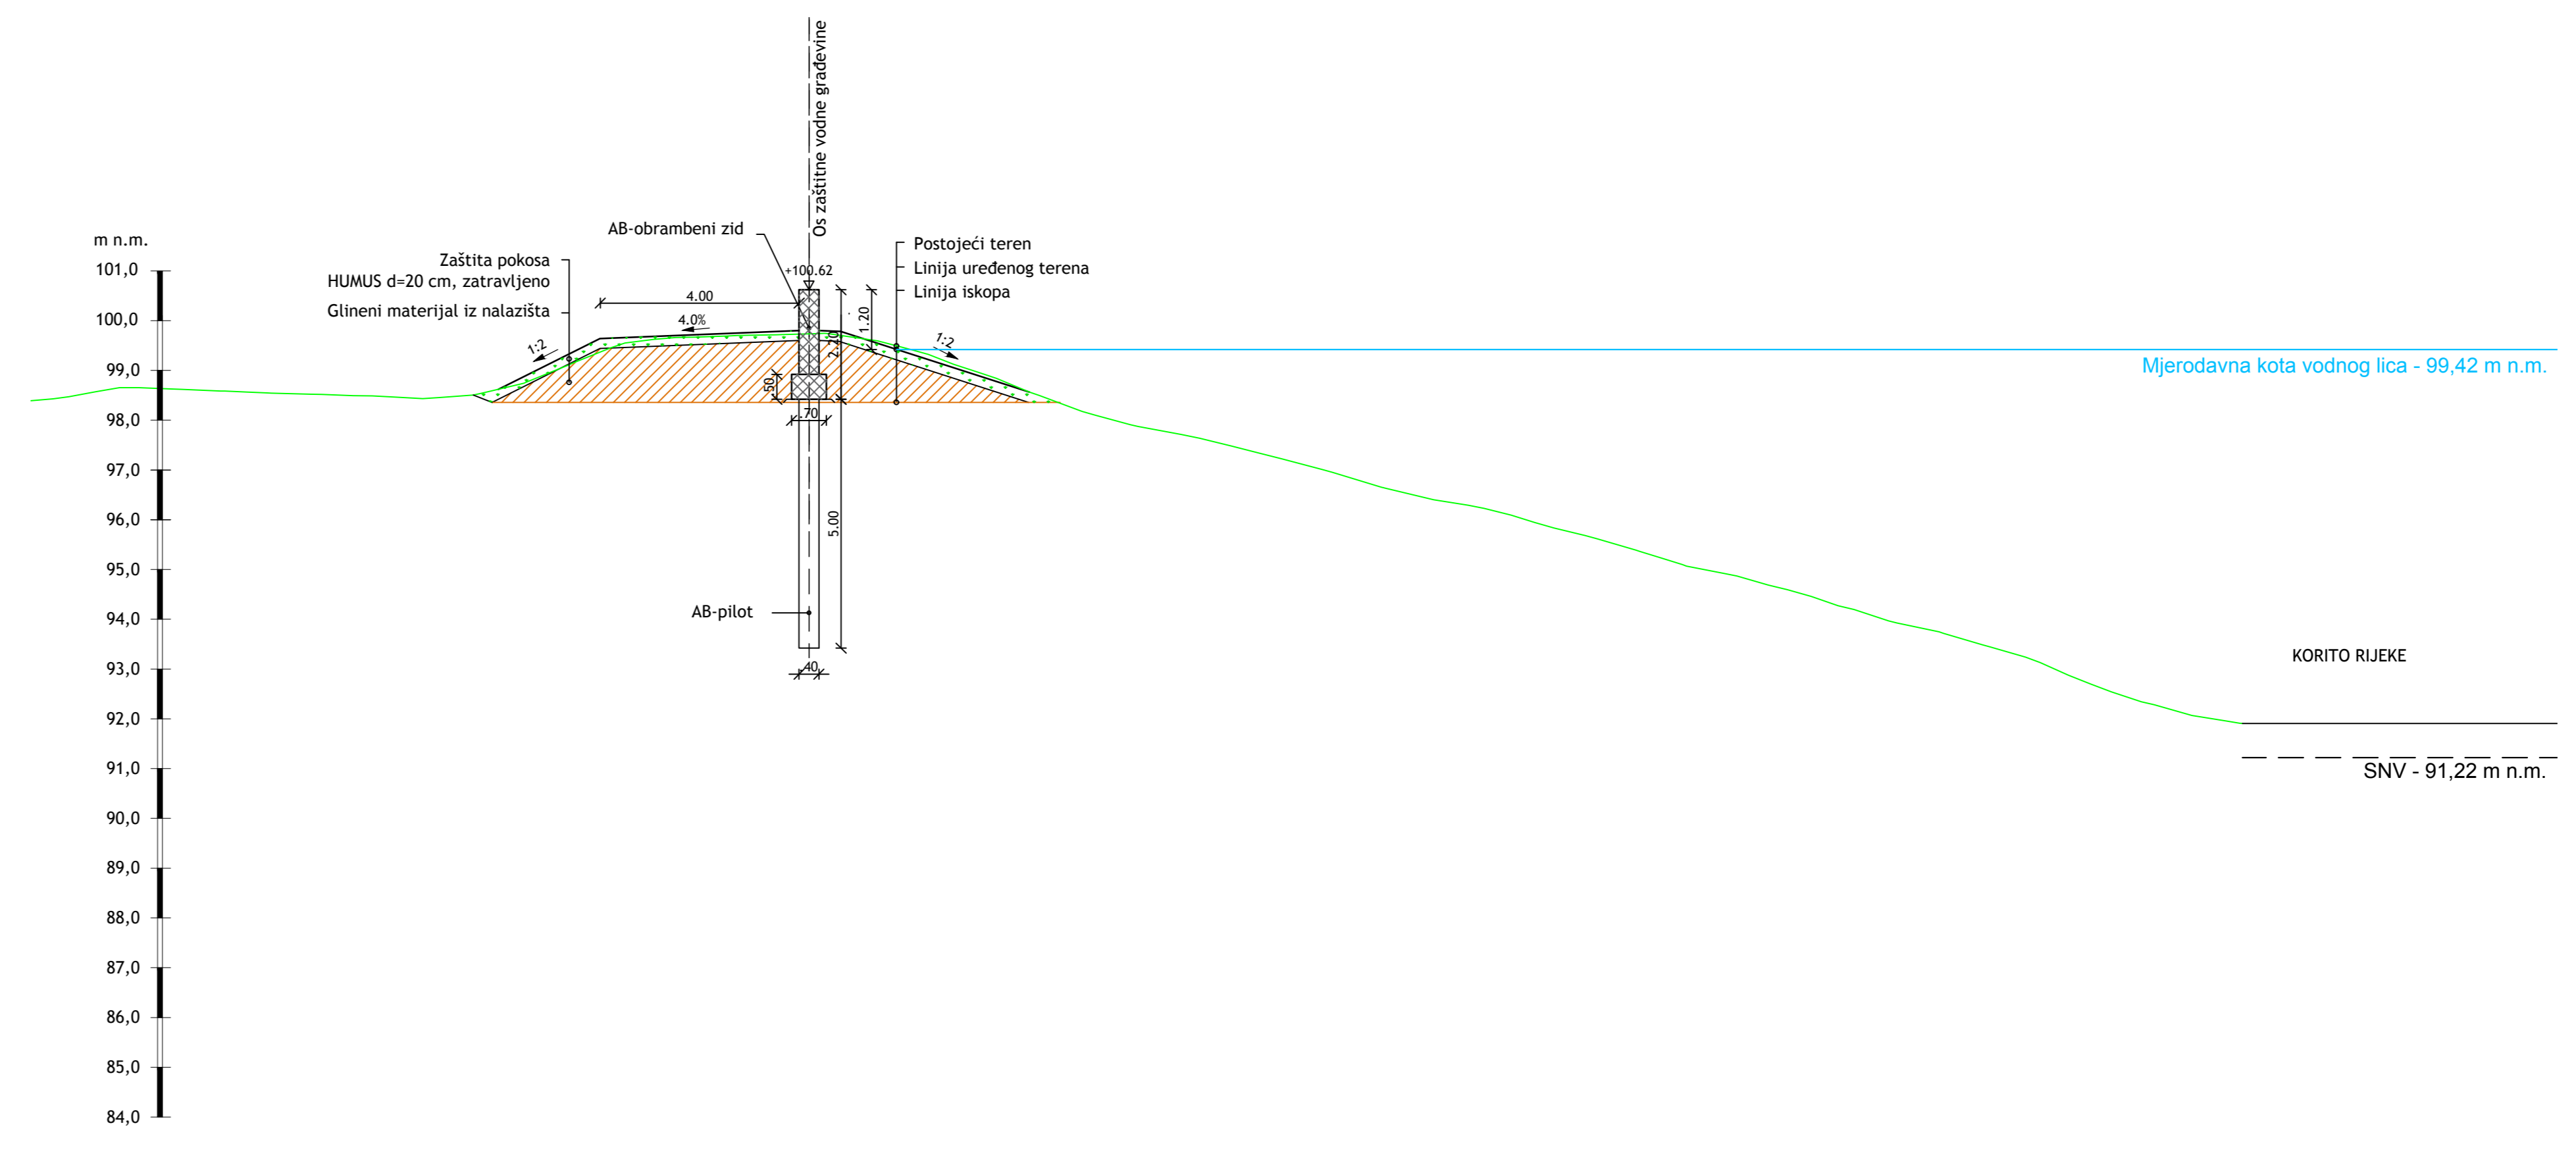 Os zaštitne vodne građevine
AB-obrambeni zid
m n.m.
Zaštita pokosa
HUMUS d=20 cm, zatravljeno
Glineni materijal iz nalazišta
Postojeći teren
Linija uređenog terena
Linija iskopa
+100.62
4.00
4.0%
1:2
1:2
1.20
2.20
.50
.70
5.00
.40
AB-pilot
Mjerodavna kota vodnog lica - 99,42 m n.m.
KORITO RIJEKE
SNV - 91,22 m n.m.
101,0
100,0
99,0
98,0
97,0
96,0
95,0
94,0
93,0
92,0
91,0
90,0
89,0
88,0
87,0
86,0
85,0
84,0